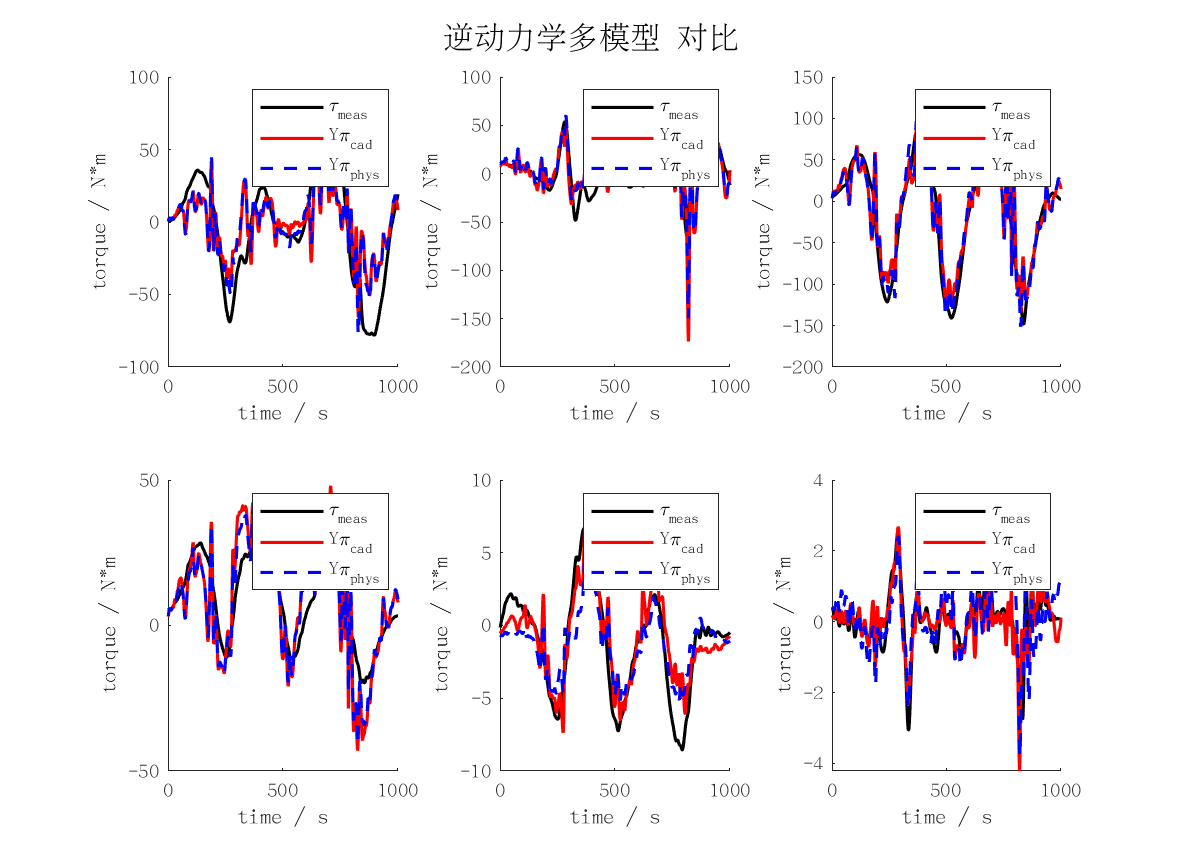 逆动力学多模型 对比
100
50
0
-50
-100
0
500
1000
torque / N*m
time / s
τmeas
Yπcad
Yπphys
100
50
0
-50
-100
-150
-200
0
500
1000
torque / N*m
time / s
τmeas
Yπcad
Yπphys
150
100
50
0
-50
-100
-150
-200
0
500
1000
torque / N*m
time / s
τmeas
Yπcad
Yπphys
50
0
-50
0
500
1000
torque / N*m
time / s
τmeas
Yπcad
Yπphys
10
5
0
-5
-10
0
500
1000
torque / N*m
time / s
τmeas
Yπcad
Yπphys
4
2
0
-2
-4
0
500
1000
torque / N*m
time / s
τmeas
Yπcad
Yπphys